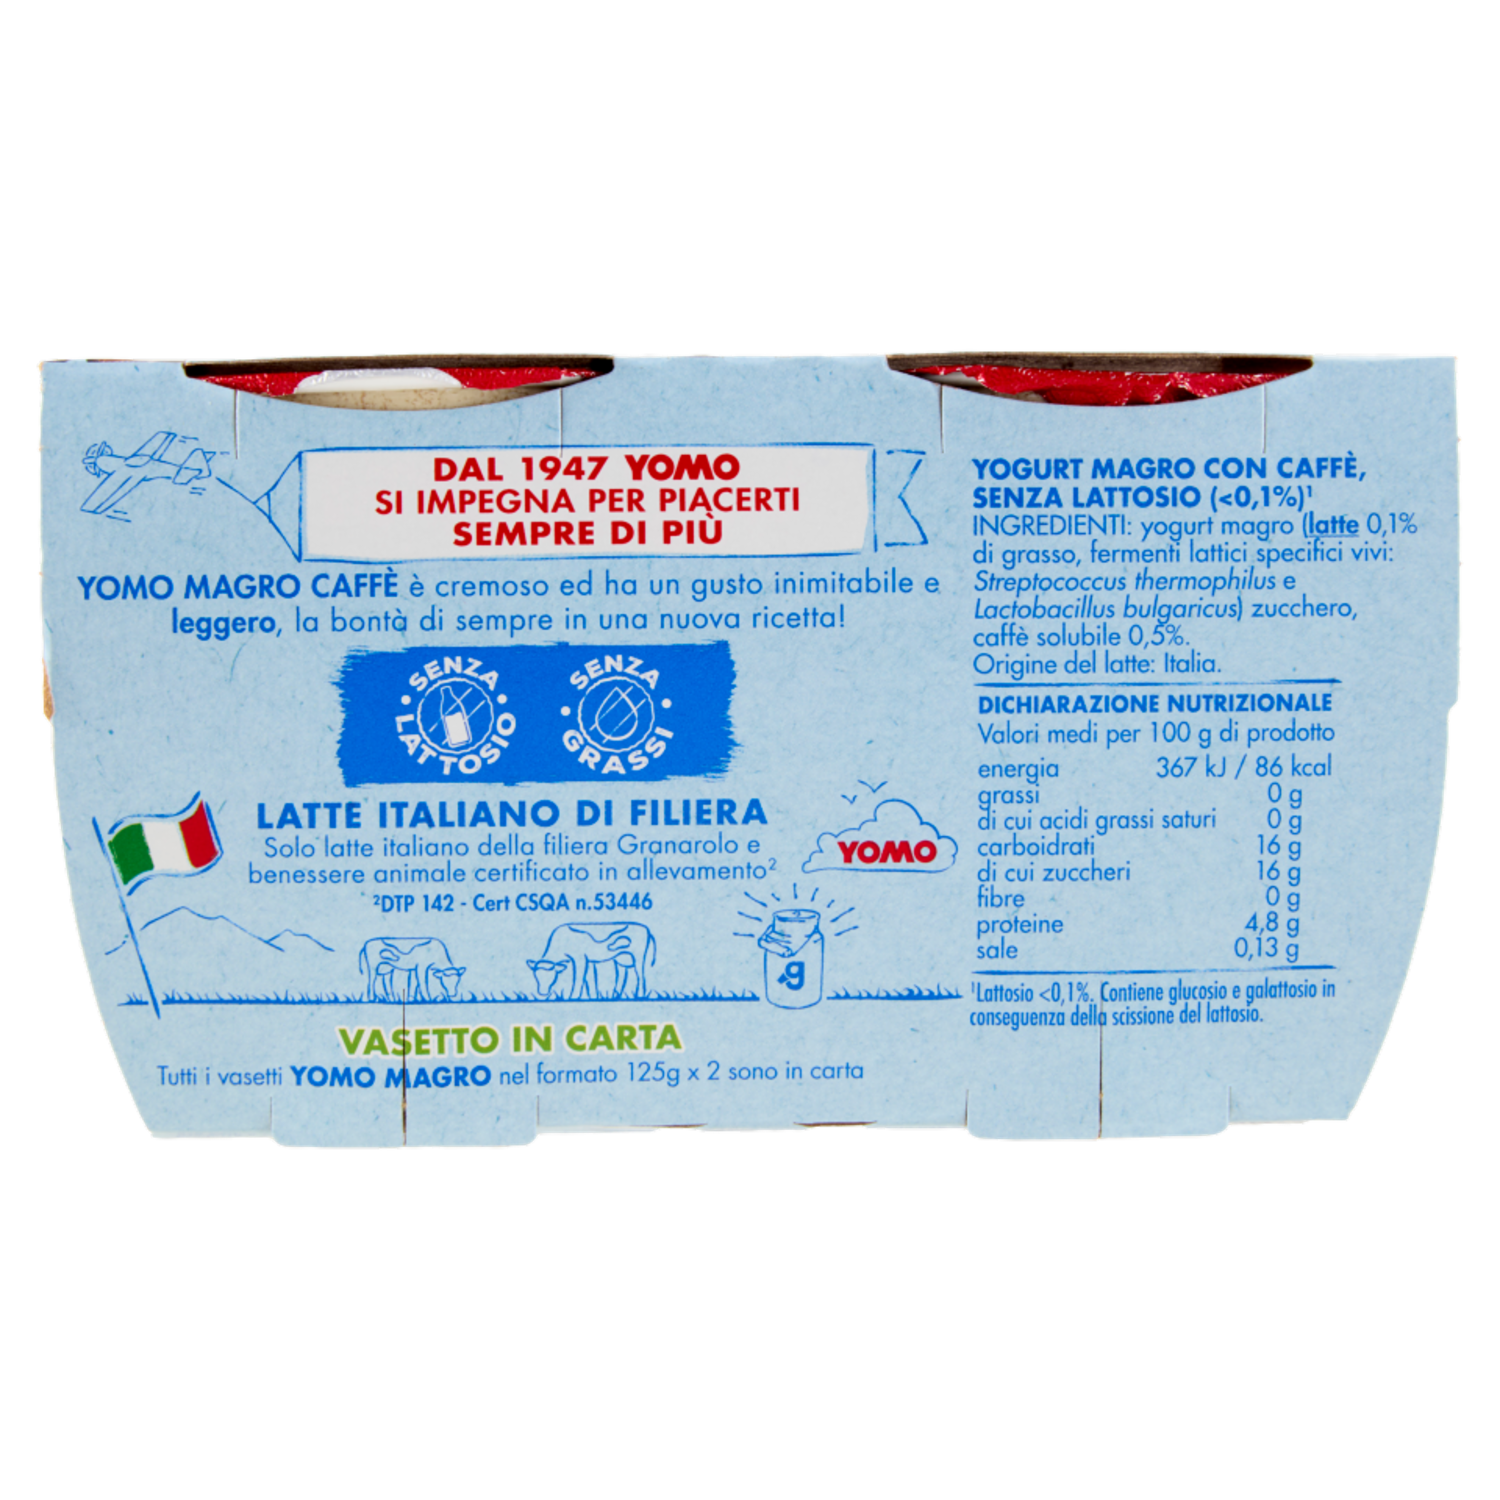 DAL 1947 YOMO
SI IMPEGNA PER PIACERTI
SEMPRE DI PIÙ
YOMO MAGRO CAFFÈ è cremoso ed ha un gusto inimitabile e
leggero, la bontà di sempre in una nuova ricetta!
SENZA LATTOSIO
SENZA GRASSI
LATTE ITALIANO DI FILIERA
Solo latte italiano della filiera Granarolo e
benessere animale certificato in allevamento²
²DTP 142 - Cert CSQA n.53446
YOMO
g
VASETTO IN CARTA
Tutti i vasetti YOMO MAGRO nel formato 125g x 2 sono in carta
YOGURT MAGRO CON CAFFÈ,
SENZA LATTOSIO (<0,1%)¹
INGREDIENTI: yogurt magro (latte 0,1%
di grasso, fermenti lattici specifici vivi:
Streptococcus thermophilus e
Lactobacillus bulgaricus) zucchero,
caffè solubile 0,5%.
Origine del latte: Italia.
DICHIARAZIONE NUTRIZIONALE
Valori medi per 100 g di prodotto
energia 367 kJ / 86 kcal
grassi 0 g
di cui acidi grassi saturi 0 g
carboidrati 16 g
di cui zuccheri 16 g
fibre 0 g
proteine 4,8 g
sale 0,13 g
¹Lattosio <0,1%. Contiene glucosio e galattosio in
conseguenza della scissione del lattosio.